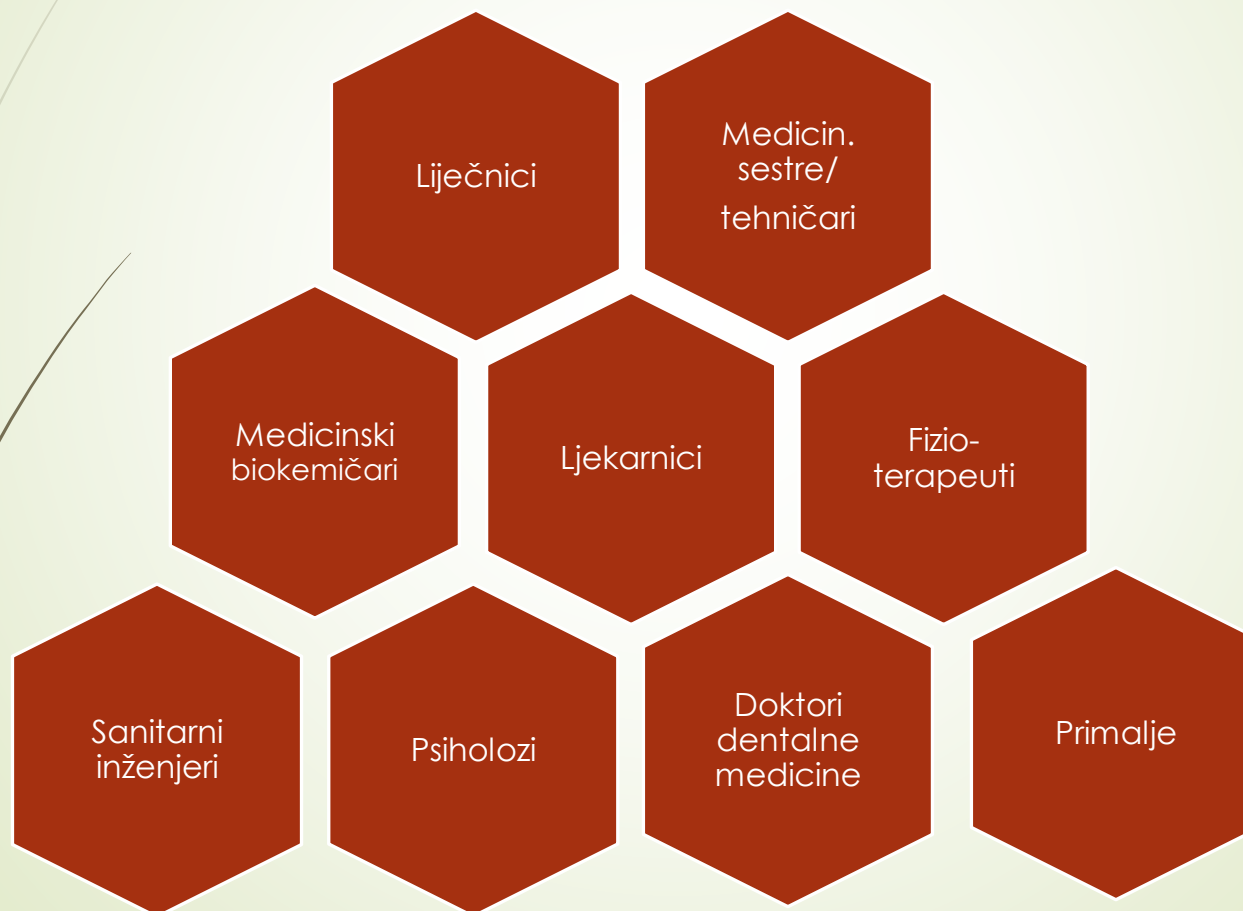 Liječnici
Medicin.
sestre/
tehničari
Medicinski
biokemičari
Ljekarnici
Fizio-
terapeuti
Sanitarni
inženjeri
Psiholozi
Doktori
dentalne
medicine
Primalje